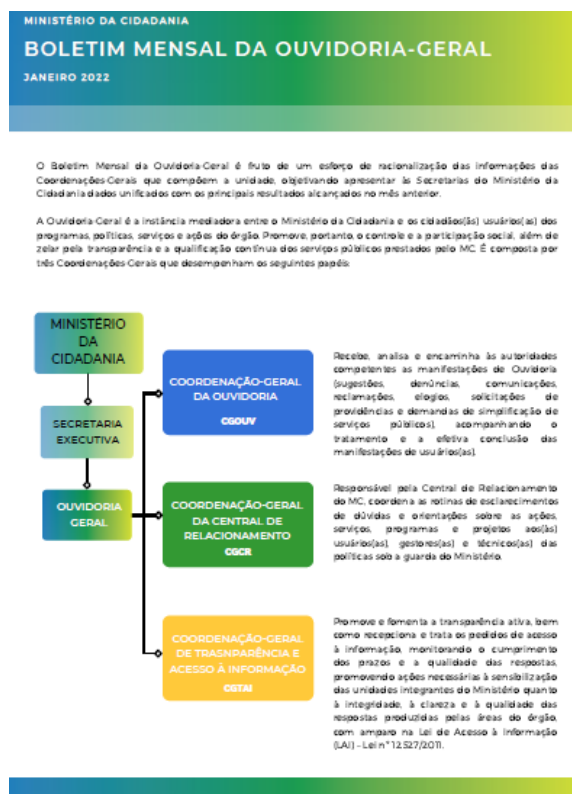 MINISTÉRIO DA CIDADANIA
BOLETIM MENSAL DA OUVIDORIA-GERAL
JANEIRO 2022
O Boletim Mensal da Ouvidoria-Geral é fruto de um esforço de racionalização das informações das
Coordenações-Gerais que compõem a unidade, objetivando apresentar às Secretarias do Ministério da
Cidadania dados unificados com os principais resultados alcançados no mês anterior.
A Ouvidoria-Geral é a instância mediadora entre o Ministério da Cidadania e os cidadãos(ãs) usuários(as) dos
programas, políticas, serviços e ações do órgão. Promove, portanto, o controle e a participação social, além de
zelar pela transparência e a qualificação contínua dos serviços públicos prestados pelo MC. É composta por
três Coordenações-Gerais que desempenham os seguintes papéis:
MINISTÉRIO
DA
CIDADANIA
SECRETARIA
EXECUTIVA
OUVIDORIA
GERAL
COORDENAÇÃO-GERAL
DA OUVIDORIA
CGOUV
Recebe, analisa e encaminha às autoridades
competentes as manifestações de Ouvidoria
(sugestões, denúncias, comunicações,
reclamações, elogios, solicitações de
providências e demandas de simplificação de
serviços públicos), acompanhando o
tratamento e a efetiva conclusão das
manifestações de usuários(as).
COORDENAÇÃO-GERAL
DA CENTRAL DE
RELACIONAMENTO
CGCR
Responsável pela Central de Relacionamento
do MC, coordena as rotinas de esclarecimentos
de dúvidas e orientações sobre as ações,
serviços, programas e projetos aos(às)
usuários(as), gestores(as) e técnicos(as) das
políticas sob a guarda do Ministério.
COORDENAÇÃO-GERAL
DE TRASNPARÊNCIA E
ACESSO À INFORMAÇÃO
CGTAI
Promove e fomenta a transparência ativa, bem
como recepciona e trata os pedidos de acesso
à informação, monitorando o cumprimento
dos prazos e a qualidade das respostas,
promovendo ações necessárias à sensibilização
das unidades integrantes do Ministério quanto
à integridade, à clareza e à qualidade das
respostas produzidas pelas áreas do órgão,
com amparo na Lei de Acesso à Informação
(LAI) – Lei n° 12.527/2011.